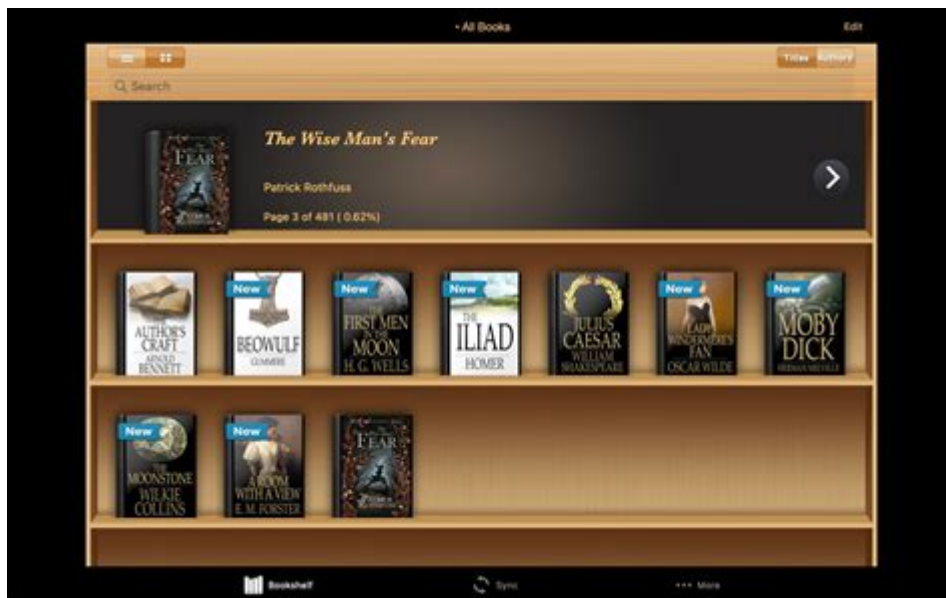 • All Books
Edit
Titles Authors
Search
The Wise Man's Fear
Patrick Rothfuss
Page 3 of 481 ( 0.62%)
FEAR
THE
AUTHOR'S
CRAFT
ARNOLD
BENNETT
New
BEOWULF
GUMMERE
New
THE
FIRST MEN
IN THE
MOON
H. G. WELLS
New
THE
ILIAD
HOMER
JULIUS
CAESAR
WILLIAM
SHAKESPEARE
New
LADY
WINDERMERE'S
FAN
OSCAR WILDE
New
MOBY
DICK
HERMAN MELVILLE
New
THE
MOONSTONE
WILKIE
COLLINS
New
A ROOM
WITH A VIEW
E. M. FORSTER
FEAR
Bookshelf
Sync
••• More